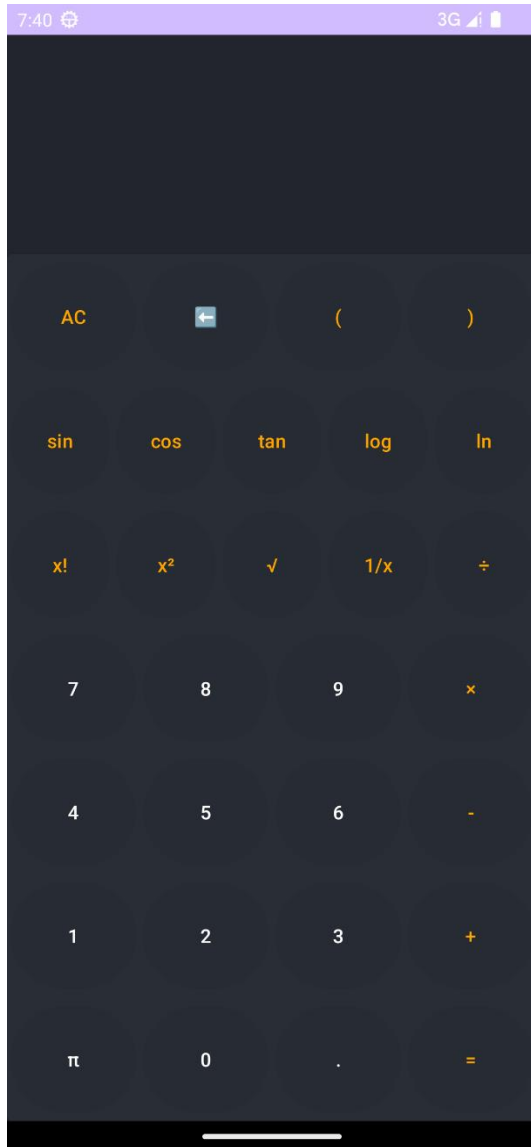 7:40 3G
AC ⬅ ( )
sin cos tan log ln
x! x² √ 1/x ÷
7 8 9 ×
4 5 6 -
1 2 3 +
π 0 . =